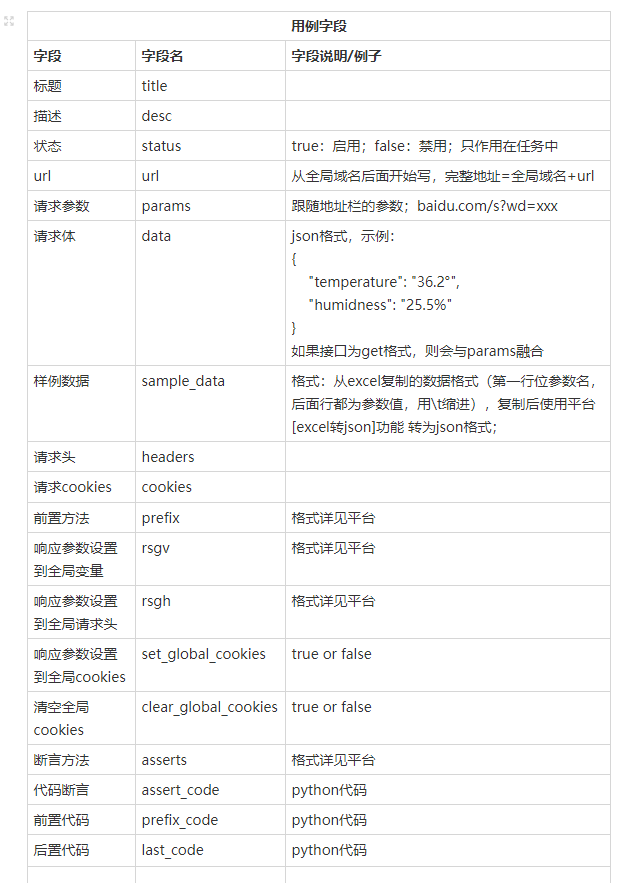 用例字段
字段 字段名 字段说明/例子
标题 title
描述 desc
状态 status true：启用；false：禁用；只作用在任务中
url url 从全局域名后面开始写，完整地址=全局域名+url
请求参数 params 跟随地址栏的参数；baidu.com/s?wd=xxx
请求体 data json格式，示例：
{
"temperature": "36.2°",
"humidness": "25.5%"
}
如果接口为get格式，则会与params融合
样例数据 sample_data 格式：从excel复制的数据格式（第一行位参数名，
后面行都为参数值，用\t缩进），复制后使用平台
[excel转json]功能 转为json格式；
请求头 headers
请求cookies cookies
前置方法 prefix 格式详见平台
响应参数设置 rsgv 格式详见平台
到全局变量
响应参数设置 rsgh 格式详见平台
到全局请求头
响应参数设置 set_global_cookies true or false
到全局cookies
清空全局 clear_global_cookies true or false
cookies
断言方法 asserts 格式详见平台
代码断言 assert_code python代码
前置代码 prefix_code python代码
后置代码 last_code python代码